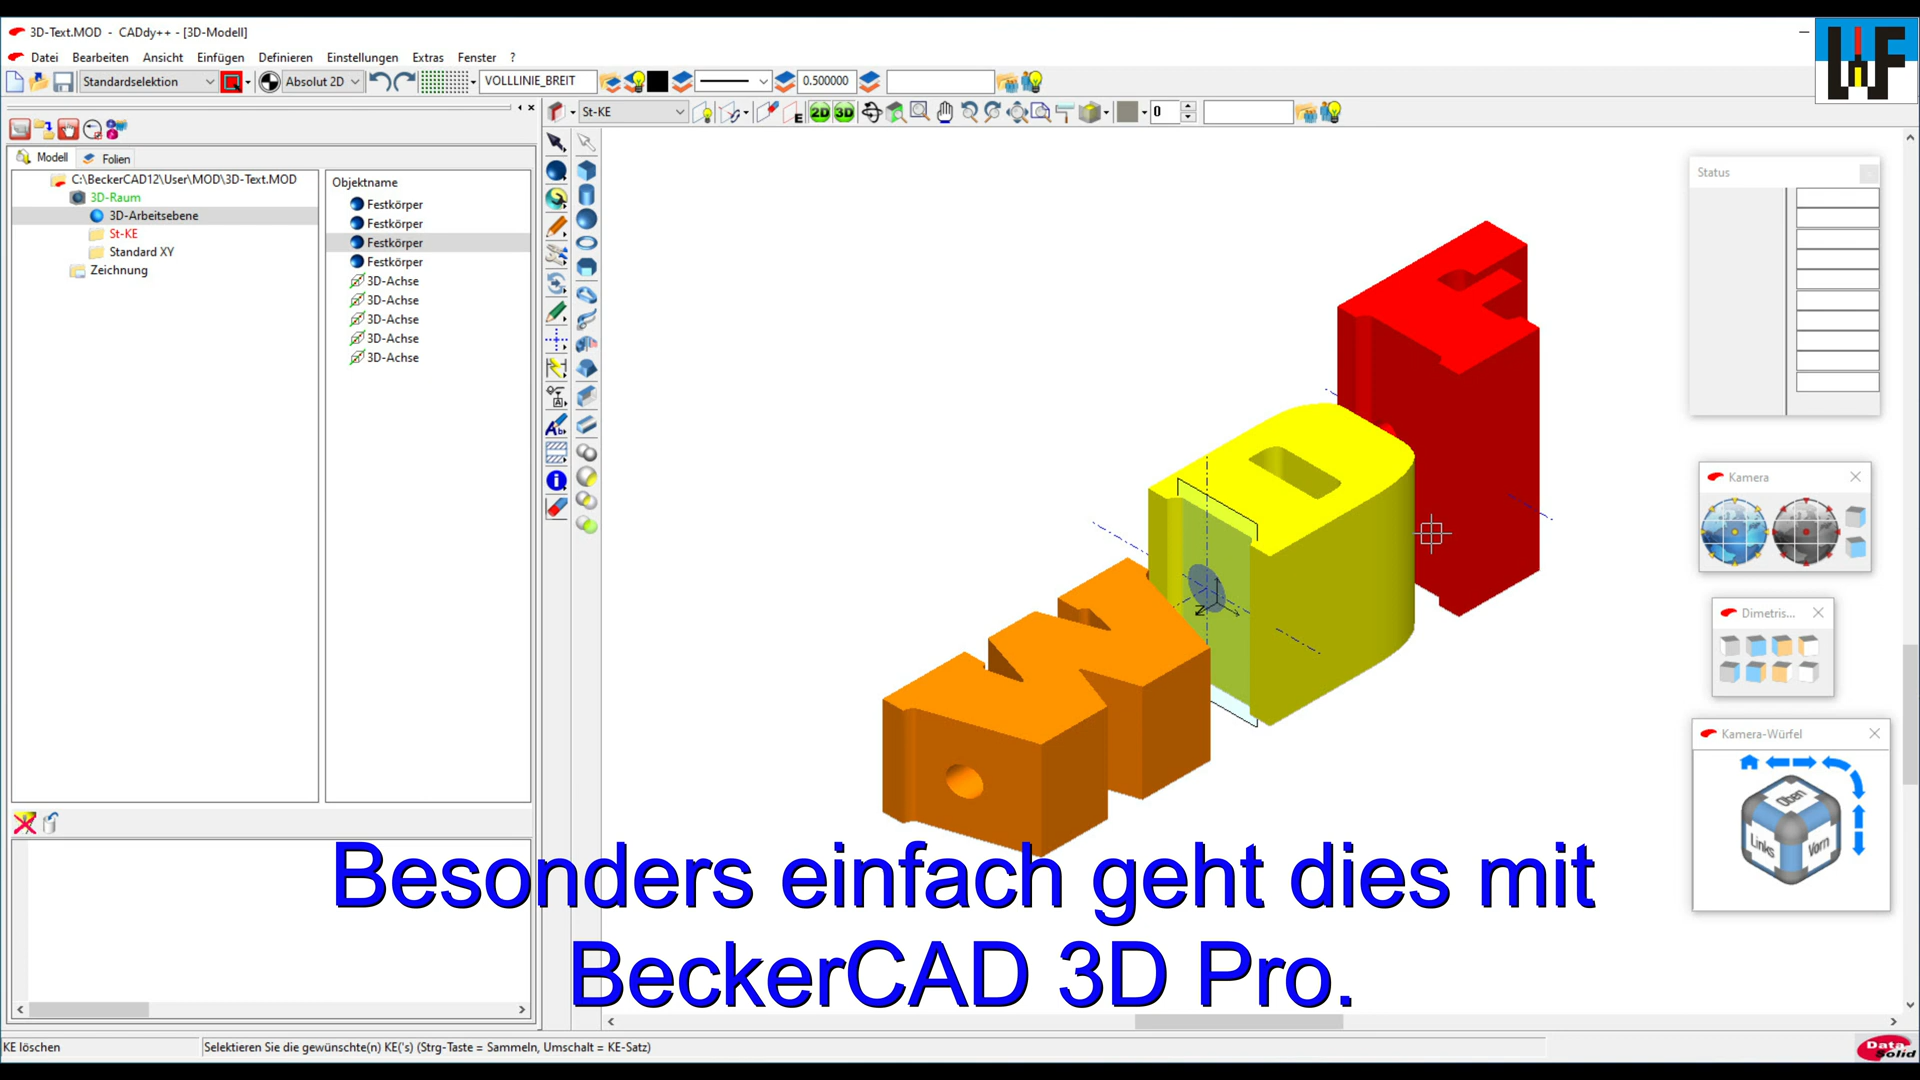 3D-Text.MOD - CADdy++ - [3D-Modell]
Datei Bearbeiten Ansicht Einfügen Definieren Einstellungen Extras Fenster ?
Standardselektion Absolut 2D VOLLLINIE_BREIT 0.500000
St-KE E 2D 3D 0
Modell Folien
C:\BeckerCAD12\User\MOD\3D-Text.MOD
3D-Raum
3D-Arbeitsebene
St-KE
Standard XY
Zeichnung
Objektname
Festkörper
Festkörper
Festkörper
Festkörper
3D-Achse
3D-Achse
3D-Achse
3D-Achse
3D-Achse
Status
Kamera
Dimetris...
Kamera-Würfel
Oben
Links Vorn
Z
Besonders einfach geht dies mit
BeckerCAD 3D Pro.
KE löschen
Selektieren Sie die gewünschte(n) KE('s) (Strg-Taste = Sammeln, Umschalt = KE-Satz)
Data
Solid